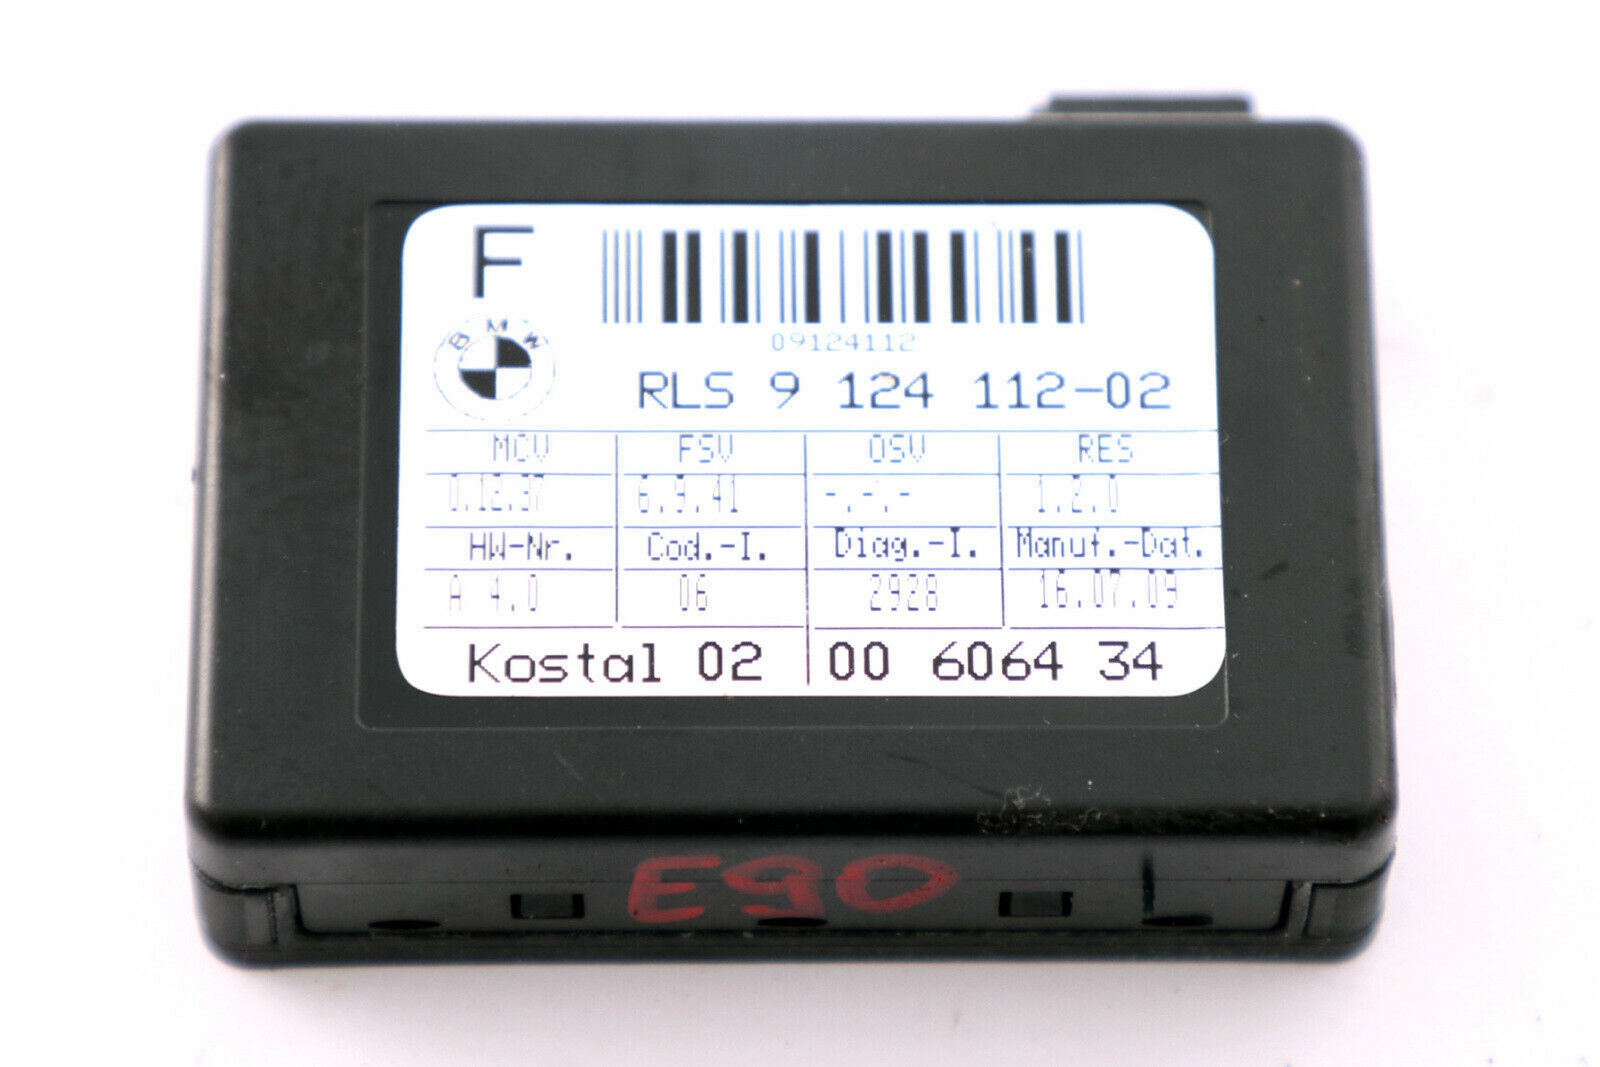 F
BMW
09124112
RLS 9 124 112-02
MCV FSV OSV RES
0.12.37 6.9.41 -.-.- 1.2.0
HW-Nr. Cod.-I. Diag.-I. Manuf.-Dat.
A 4.0 06 2928 16.07.09
Kostal 02 00 6064 34
E90